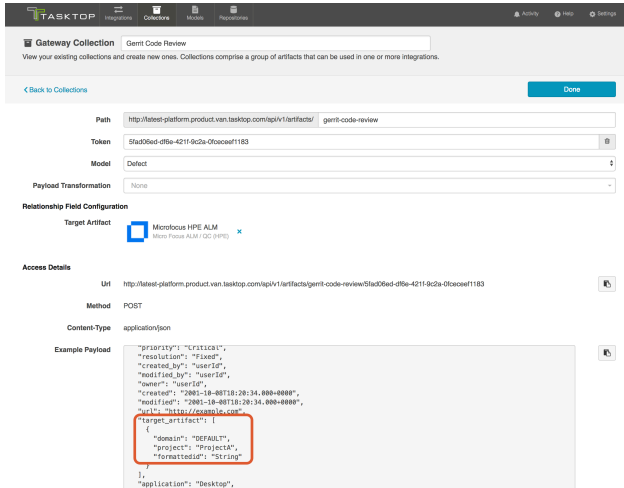 TASKTOP
Integrations
Collections
Models
Repositories
Activity
Help
Settings
Gateway Collection
Gerrit Code Review
View your existing collections and create new ones. Collections comprise a group of artifacts that can be used in one or more integrations.
Back to Collections
Done
Path
http://latest-platform.product.van.tasktop.com/api/v1/artifacts/
gerrit-code-review
Token
5fad06ed-df6e-421f-9c2a-0fceceef1183
Model
Defect
Payload Transformation
None
Relationship Field Configuration
Target Artifact
Microfocus HPE ALM
Micro Focus ALM / QC (HPE)
Access Details
Url
http://latest-platform.product.van.tasktop.com/api/v1/artifacts/gerrit-code-review/5fad06ed-df6e-421f-9c2a-0fceceef1183
Method
POST
Content-Type
application/json
Example Payload
"priority": "Critical",
"resolution": "Fixed",
"created_by": "userId",
"modified_by": "userId",
"owner": "userId",
"created": "2001-10-08T18:20:34.000+0000",
"modified": "2001-10-08T18:20:34.000+0000",
"url": "http://example.com",
"target_artifact": [
{
"domain": "DEFAULT",
"project": "ProjectA",
"formattedid": "String"
}
],
"application": "Desktop",